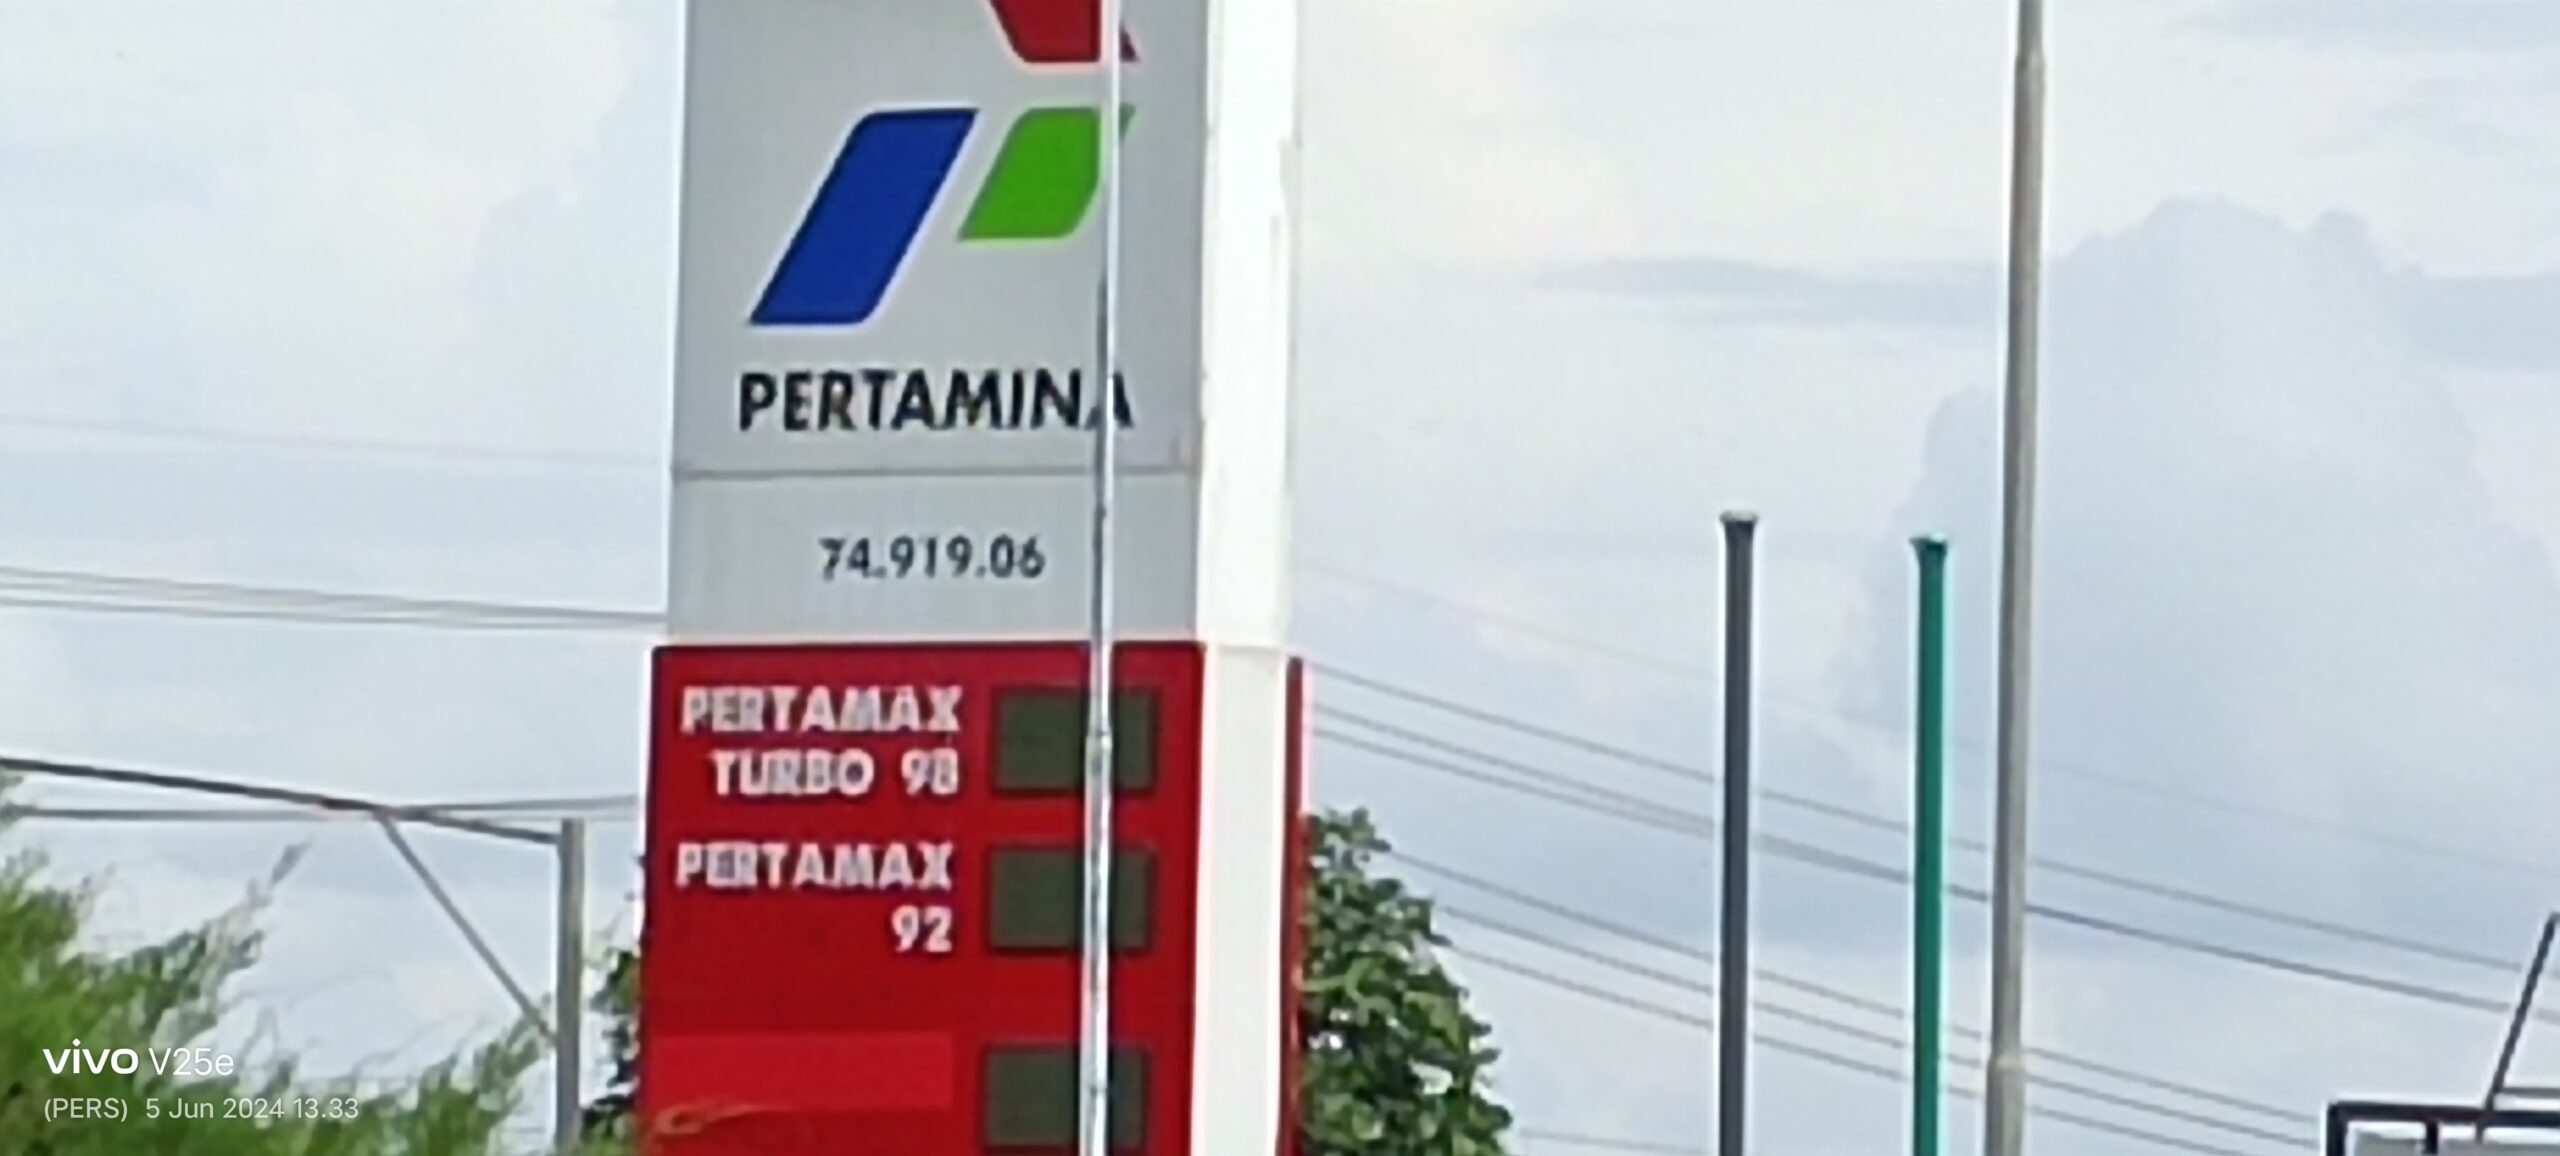 PERTAMINA
74.919.06
PERTAMAX
TURBO 98
PERTAMAX
92
vivo V25e
(PERS) 5 Jun 2024 13.33